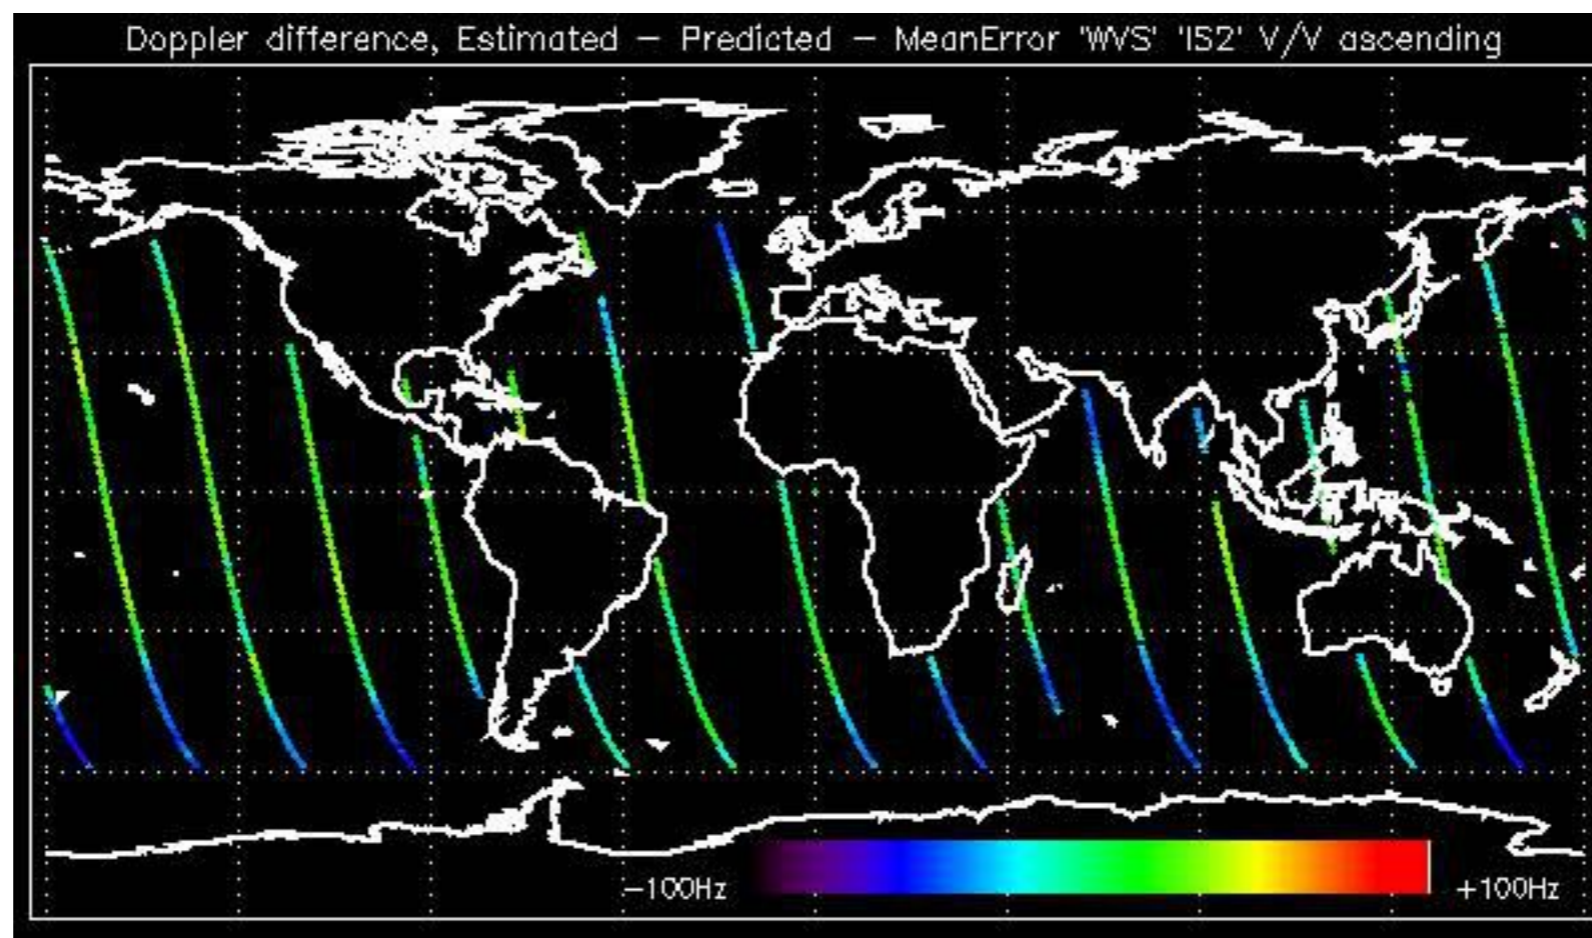 Doppler difference, Estimated – Predicted – MeanError 'WVS' 'IS2' V/V ascending
–100Hz
+100Hz